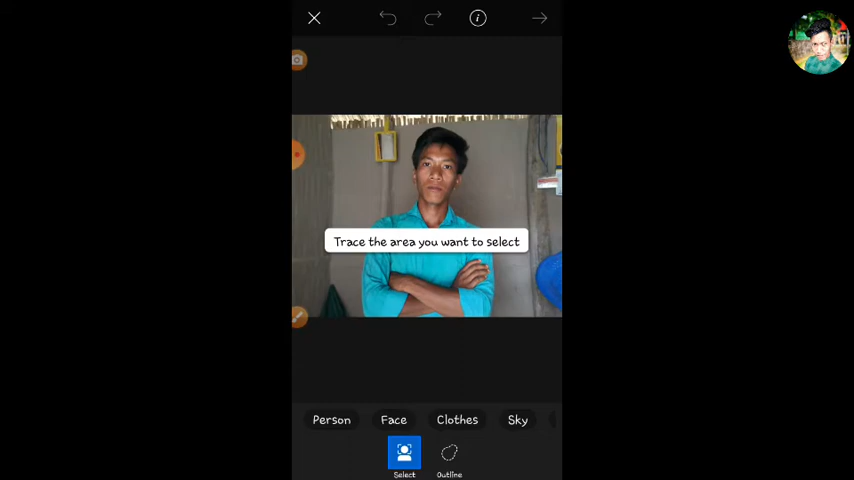 Trace the area you want to select
Person Face Clothes Sky
Select Outline